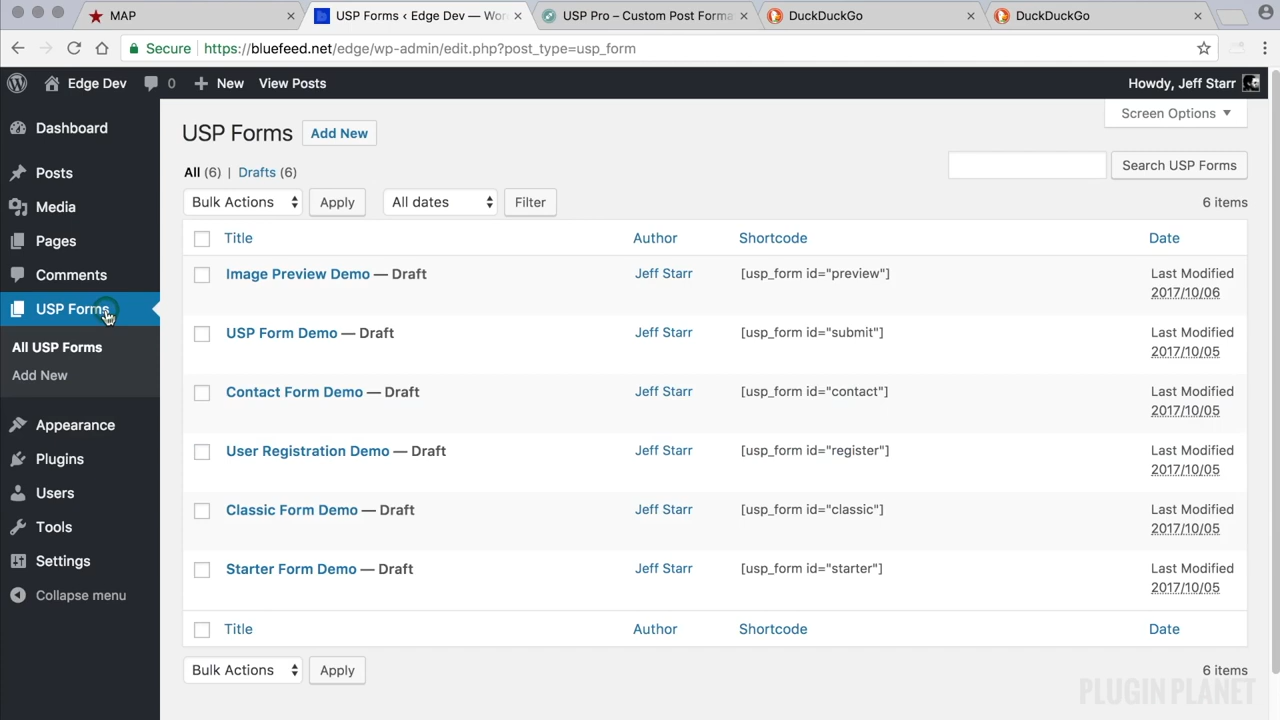 MAP
USP Forms ‹ Edge Dev — Wor
USP Pro – Custom Post Forma
DuckDuckGo
DuckDuckGo
Secure
https://bluefeed.net/edge/wp-admin/edit.php?post_type=usp_form
Edge Dev
0
New
View Posts
Howdy, Jeff Starr
Dashboard
Posts
Media
Pages
Comments
USP Forms
All USP Forms
Add New
Appearance
Plugins
Users
Tools
Settings
Collapse menu
Screen Options
USP Forms
Add New
All (6) | Drafts (6)
Search USP Forms
Bulk Actions
Apply
All dates
Filter
6 items
Title Author Shortcode Date
Image Preview Demo — Draft Jeff Starr [usp_form id="preview"] Last Modified
2017/10/06
USP Form Demo — Draft Jeff Starr [usp_form id="submit"] Last Modified
2017/10/05
Contact Form Demo — Draft Jeff Starr [usp_form id="contact"] Last Modified
2017/10/05
User Registration Demo — Draft Jeff Starr [usp_form id="register"] Last Modified
2017/10/05
Classic Form Demo — Draft Jeff Starr [usp_form id="classic"] Last Modified
2017/10/05
Starter Form Demo — Draft Jeff Starr [usp_form id="starter"] Last Modified
2017/10/05
Title Author Shortcode Date
Bulk Actions
Apply
6 items
PLUGIN PLANET